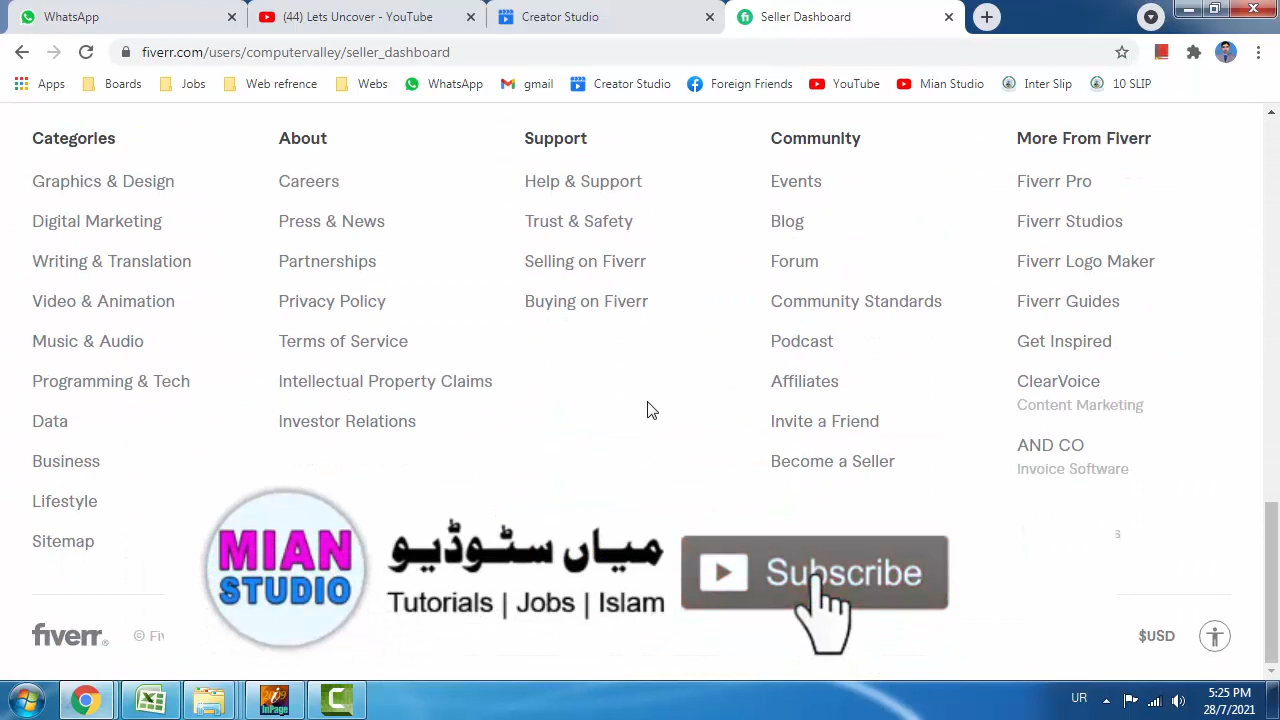 WhatsApp
(44) Lets Uncover - YouTube
Creator Studio
Seller Dashboard
fiverr.com/users/computervalley/seller_dashboard
Apps
Boards
Jobs
Web refrence
Webs
WhatsApp
gmail
Creator Studio
Foreign Friends
YouTube
Mian Studio
Inter Slip
10 SLIP
Categories
Graphics & Design
Digital Marketing
Writing & Translation
Video & Animation
Music & Audio
Programming & Tech
Data
Business
Lifestyle
Sitemap
About
Careers
Press & News
Partnerships
Privacy Policy
Terms of Service
Intellectual Property Claims
Investor Relations
Support
Help & Support
Trust & Safety
Selling on Fiverr
Buying on Fiverr
Community
Events
Blog
Forum
Community Standards
Podcast
Affiliates
Invite a Friend
Become a Seller
More From Fiverr
Fiverr Pro
Fiverr Studios
Fiverr Logo Maker
Fiverr Guides
Get Inspired
ClearVoice
Content Marketing
AND CO
Invoice Software
MIAN
STUDIO
میاں سٹوڈیو
Tutorials | Jobs | Islam
Subscribe
fiverr.
$USD
InPage
UR
5:25 PM
28/7/2021